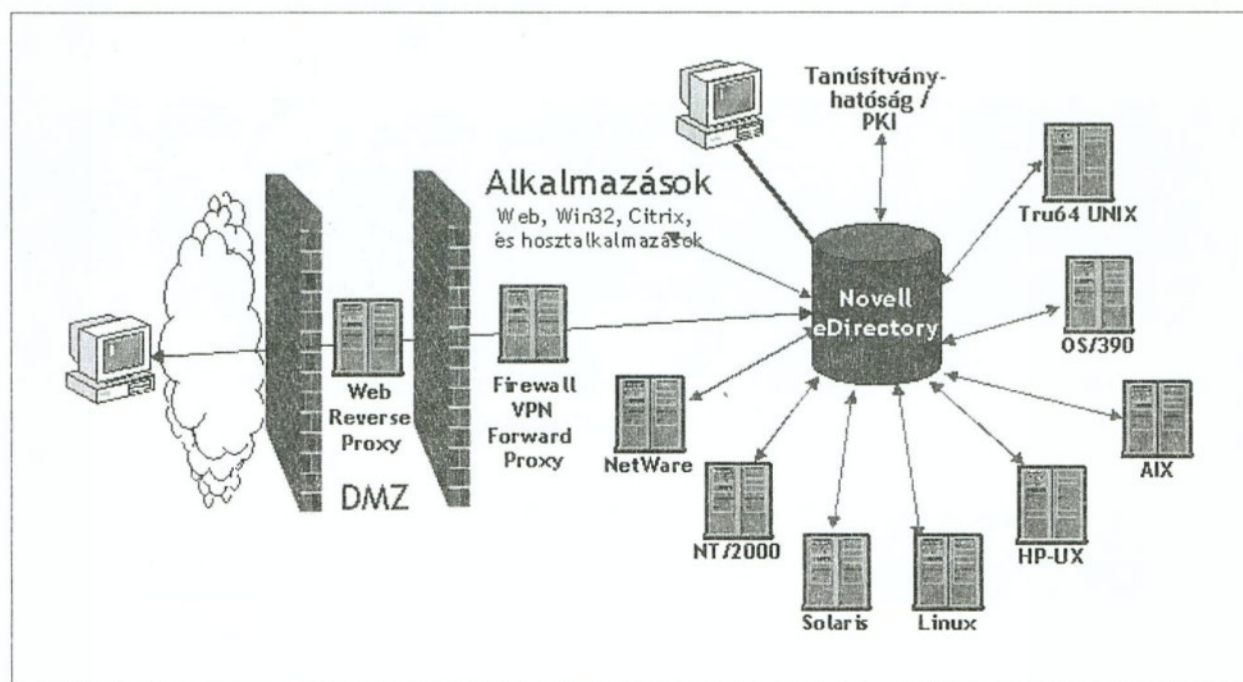 Tanúsítvány-
hatóság /
PKI
Alkalmazások
Web, Win32, Citrix,
és hosztalkalmazások
Tru64 UNIX
Novell
eDirectory
OS/390
Web
Reverse
Proxy
Firewall
VPN
Forward
Proxy
DMZ
NetWare
NT/2000
Solaris
Linux
HP-UX
AIX